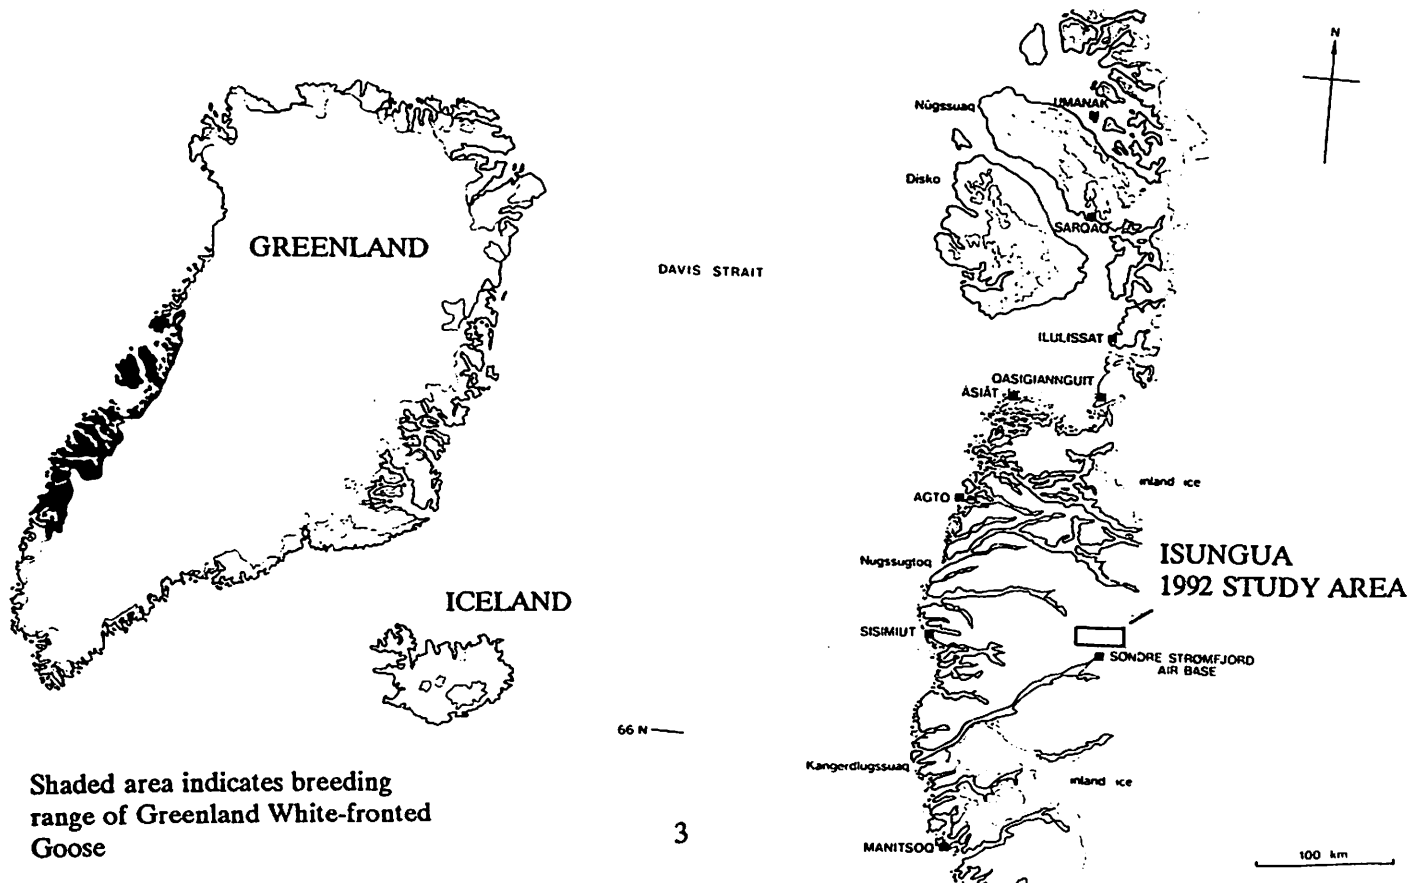 GREENLAND
ICELAND
Shaded area indicates breeding
range of Greenland White-fronted
Goose
DAVIS STRAIT
66 N
3
N
Nûgssuaq
UMANAK
Disko
SARQAQ
ILULISSAT
QASIGIANNGUIT
ASIÂT
AGTO
inland ice
Nugssugtoq
ISUNGUA
1992 STUDY AREA
SISIMIUT
SONDRE STROMFJORD
AIR BASE
Kangerdlugssuaq
inland ice
MANITSOQ
100 km